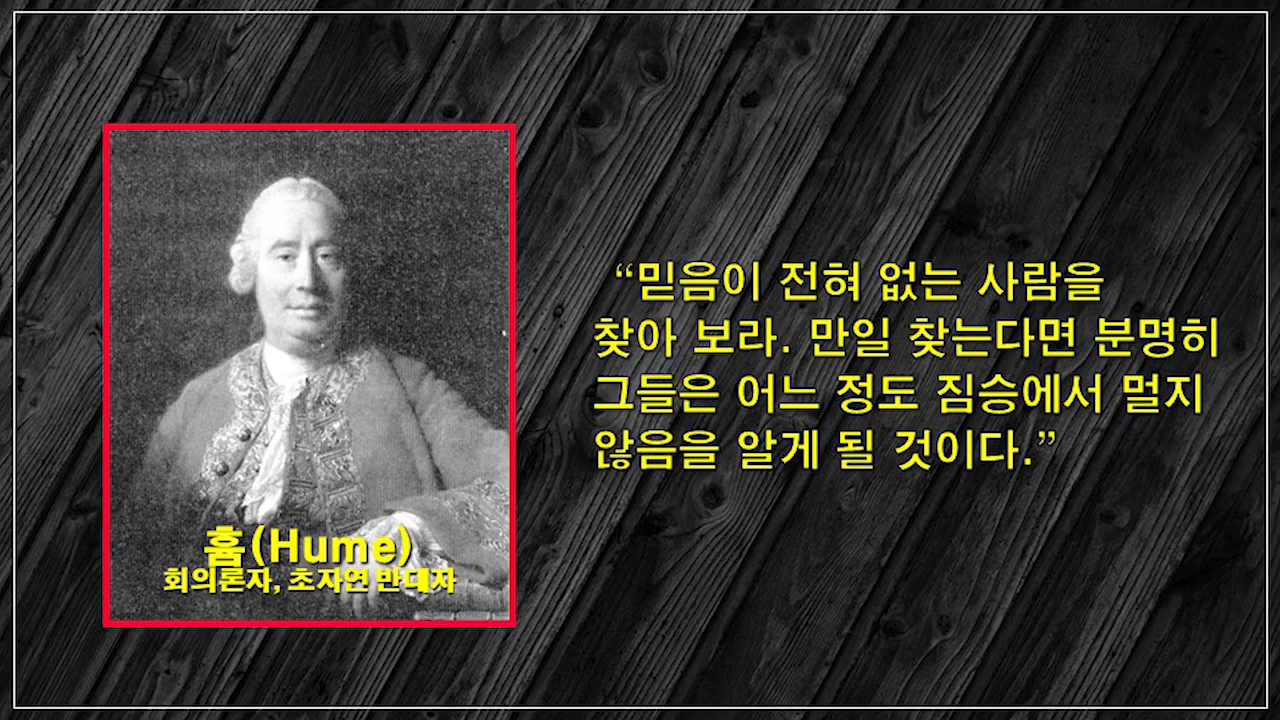 흄(Hume)
회의론자, 초자연 반대자
“믿음이 전혀 없는 사람을
찾아 보라. 만일 찾는다면 분명히
그들은 어느 정도 짐승에서 멀지
않음을 알게 될 것이다.”